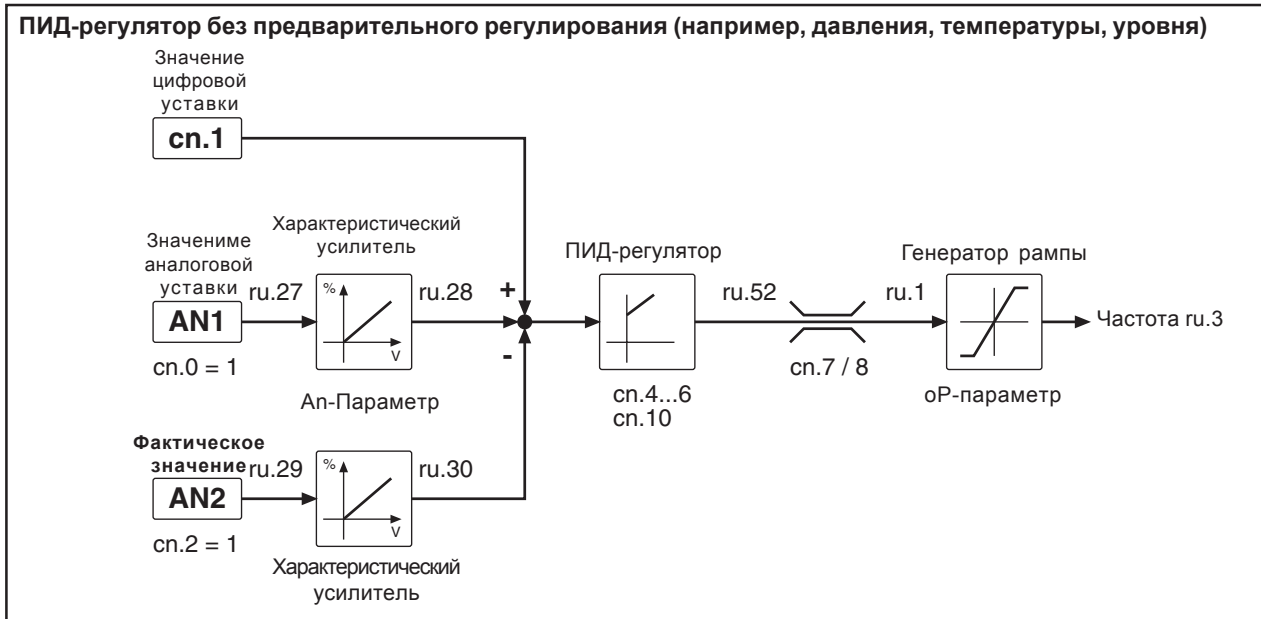 ПИД-регулятор без предварительного регулирования (например, давления, температуры, уровня)
Значение
цифровой
уставки
cn.1
Значениме
аналоговой
уставки
AN1
cn.0 = 1
ru.27
Характеристический
усилитель
%
V
An-Параметр
ru.28
+
-
Фактическое
значение
AN2
cn.2 = 1
ru.29
%
V
Характеристический
усилитель
ru.30
ПИД-регулятор
cn.4...6
cn.10
ru.52
cn.7 / 8
ru.1
Генератор рампы
oP-параметр
Частота ru.3